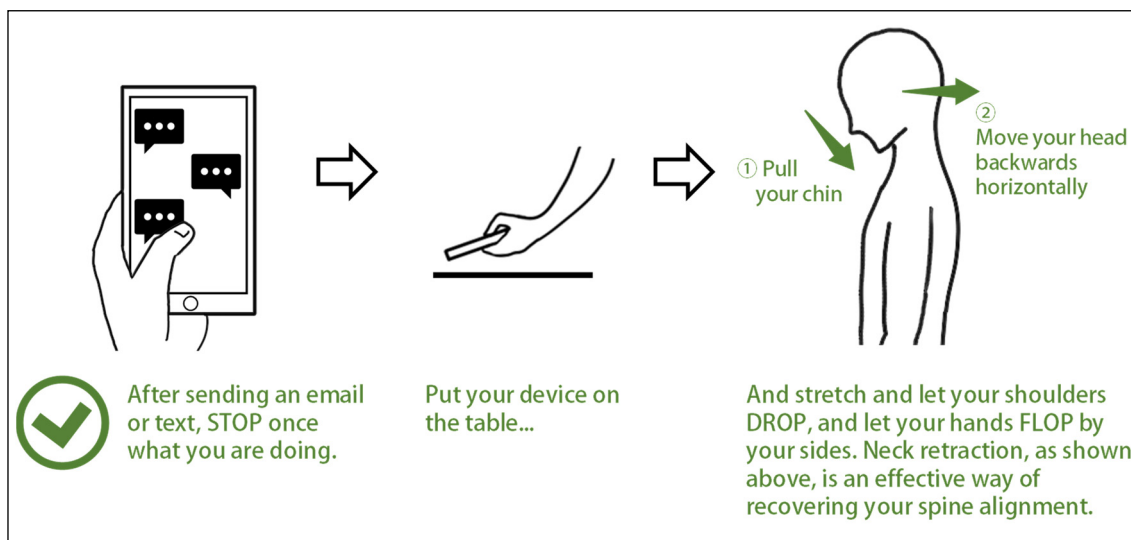 ① Pull
your chin
②
Move your head
backwards
horizontally
After sending an email
or text, STOP once
what you are doing.
Put your device on
the table...
And stretch and let your shoulders
DROP, and let your hands FLOP by
your sides. Neck retraction, as shown
above, is an effective way of
recovering your spine alignment.